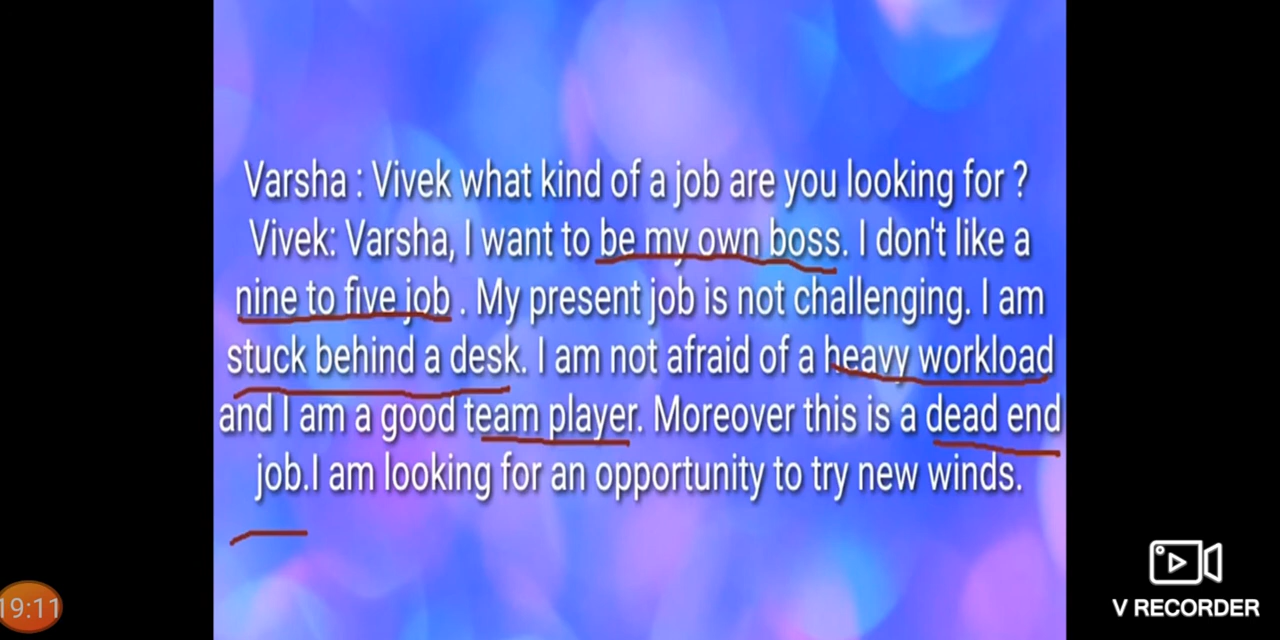 Varsha : Vivek what kind of a job are you looking for ?
Vivek: Varsha, I want to be my own boss. I don't like a
nine to five job . My present job is not challenging. I am
stuck behind a desk. I am not afraid of a heavy workload
and I am a good team player. Moreover this is a dead end
job.I am looking for an opportunity to try new winds.
19:11
V RECORDER